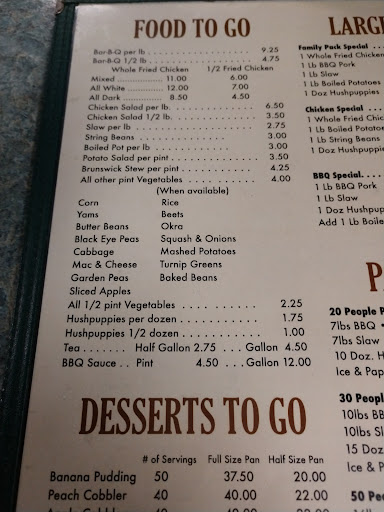 FOOD TO GO
Bar-B-Q per lb 9.25
Bar-B-Q 1/2 lb 4.75
Whole Fried Chicken 1/2 Fried Chicken
Mixed 11.00 6.00
All White 12.00 7.00
All Dark 8.50 4.50
Chicken Salad per lb. 6.50
Chicken Salad 1/2 lb. 3.50
Slaw per lb 2.75
String Beans 3.00
Boiled Pot per lb 3.00
Potato Salad per pint 3.50
Brunswick Stew per pint 4.25
All other pint Vegetables 4.00
(When available)
Corn Rice
Yams Beets
Butter Beans Okra
Black Eye Peas Squash & Onions
Cabbage Mashed Potatoes
Mac & Cheese Turnip Greens
Garden Peas Baked Beans
Sliced Apples
All 1/2 pint Vegetables 2.25
Hushpuppies per dozen 1.75
Hushpuppies 1/2 dozen 1.00
Tea Half Gallon 2.75 Gallon 4.50
BBQ Sauce Pint 4.50 Gallon 12.00
DESSERTS TO GO
# of Servings Full Size Pan Half Size Pan
Banana Pudding 50 37.50 20.00
Peach Cobbler 40 40.00 22.00
LARGE
Family Pack Special
1 Whole Fried Chicken
1 Lb BBQ Pork
1 Lb Slaw
1 Lb Boiled Potatoes
1 Doz Hushpuppies
Chicken Special
1 Whole Fried Chic
1 Lb Boiled Potatoe
1 Lb String Beans
1 Doz Hushpuppie
BBQ Special
1 Lb BBQ Pork
1 Lb Slaw
1 Doz Hushpup
Add 1 Lb Boile
20 People P
7lbs BBQ
7lbs Slaw
10 Doz. H
Ice & Pap
30 People
10lbs BB
10lbs Sl
15 Doz
Ice & P
50 Peo